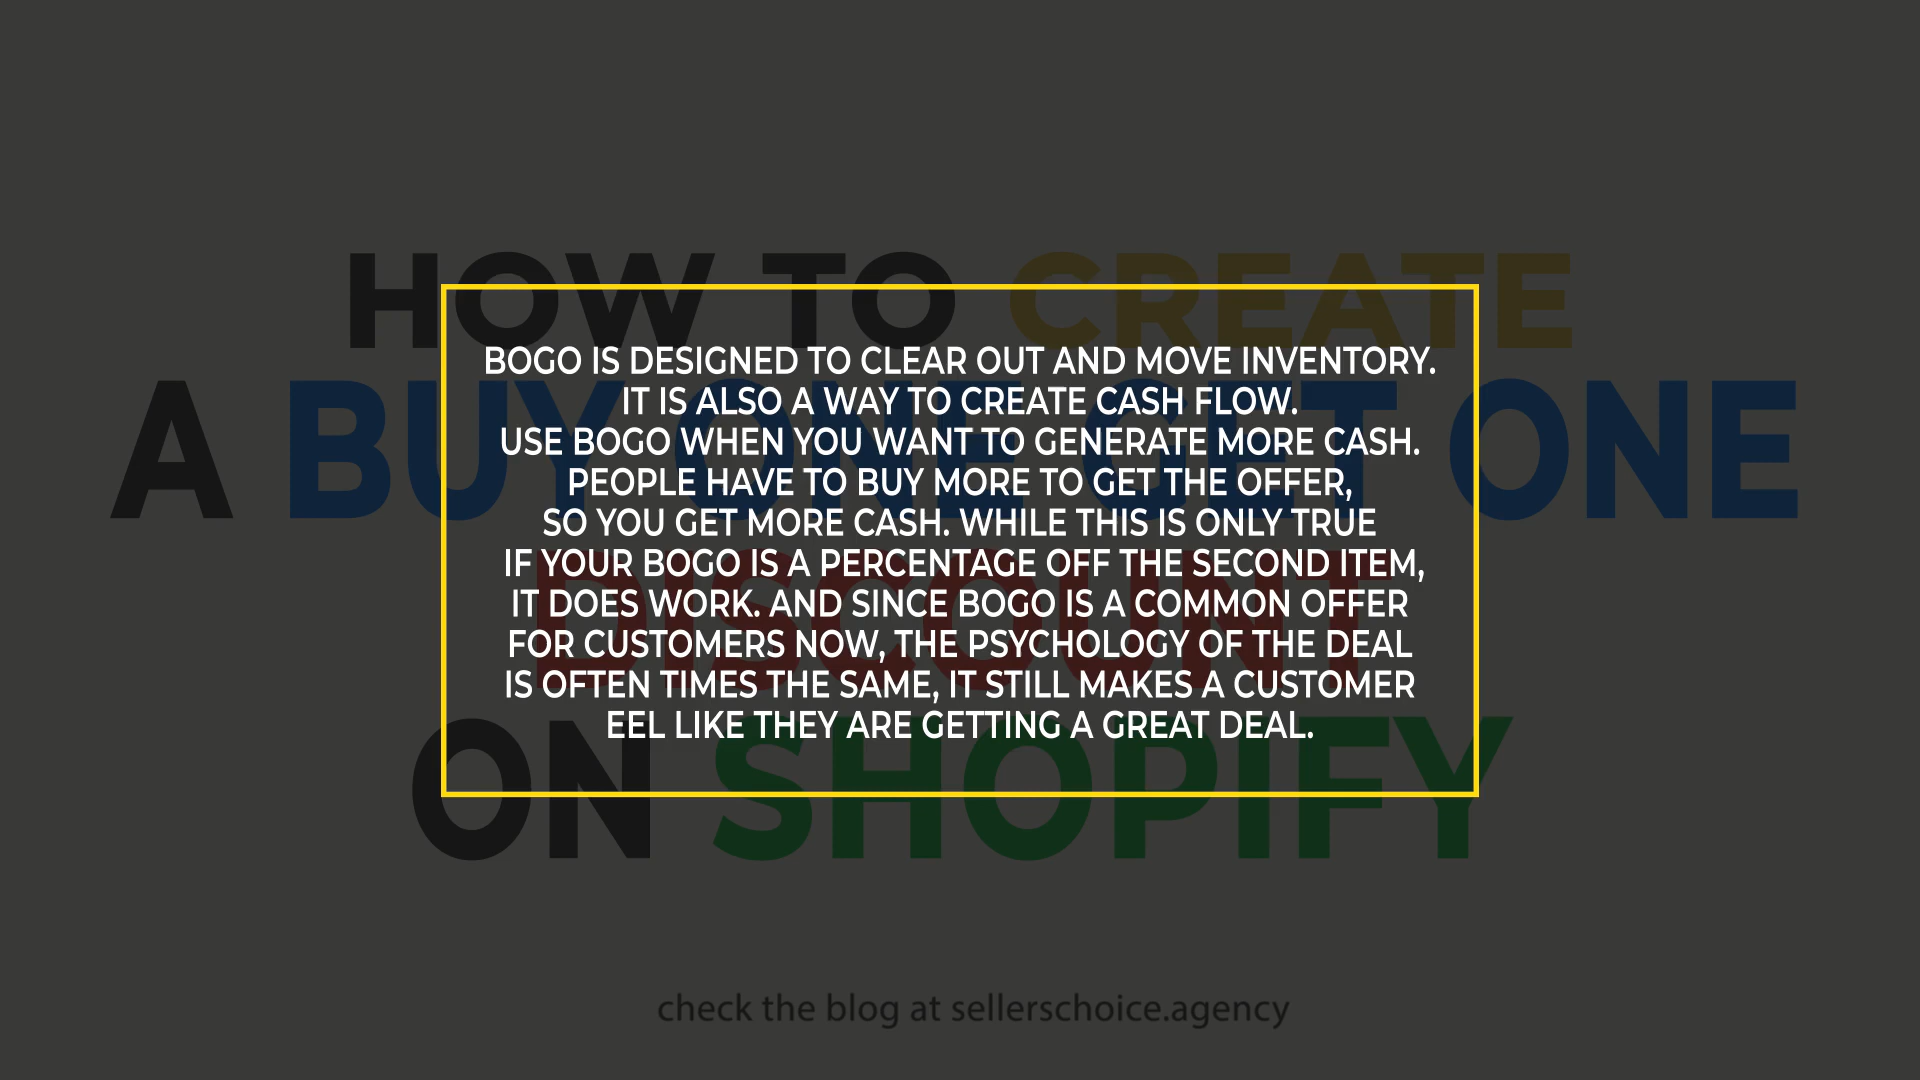 HOW TO CREATE
A BUY ONE GET ONE
DISCOUNT
ON SHOPIFY
BOGO IS DESIGNED TO CLEAR OUT AND MOVE INVENTORY.
IT IS ALSO A WAY TO CREATE CASH FLOW.
USE BOGO WHEN YOU WANT TO GENERATE MORE CASH.
PEOPLE HAVE TO BUY MORE TO GET THE OFFER,
SO YOU GET MORE CASH. WHILE THIS IS ONLY TRUE
IF YOUR BOGO IS A PERCENTAGE OFF THE SECOND ITEM,
IT DOES WORK. AND SINCE BOGO IS A COMMON OFFER
FOR CUSTOMERS NOW, THE PSYCHOLOGY OF THE DEAL
IS OFTEN TIMES THE SAME, IT STILL MAKES A CUSTOMER
EEL LIKE THEY ARE GETTING A GREAT DEAL.
check the blog at sellerschoice.agency